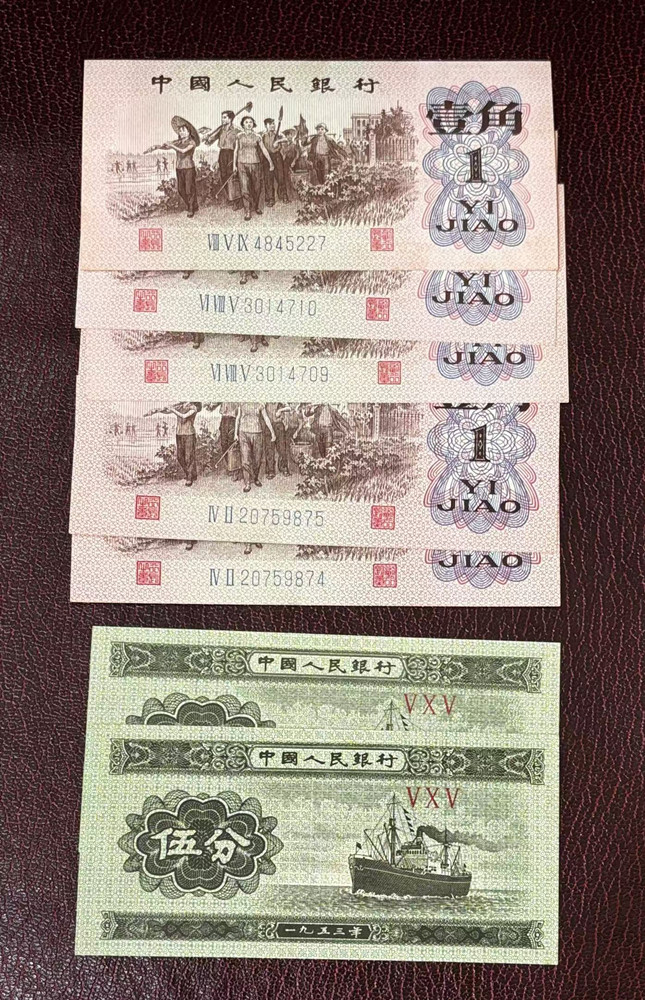 中國人民銀行
壹角
1
YI
JIAO
VIII V IX 4845227
YI
JIAO
VI VIII V 3014710
JIAO
VI VIII V 3014709
1
YI
JIAO
IV II 20759875
JIAO
IV II 20759874
中國人民銀行
VXV
中國人民銀行
VXV
伍分
一九五三年